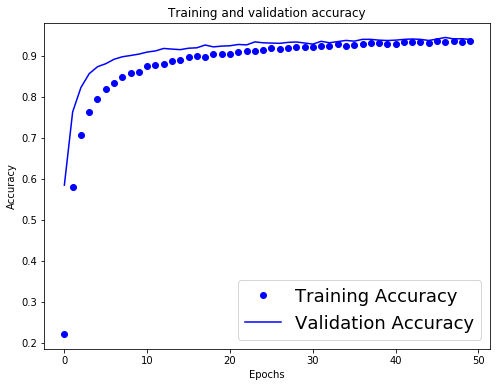 Training and validation accuracy
Accuracy
0.9
0.8
0.7
0.6
0.5
0.4
0.3
0.2
Training Accuracy
Validation Accuracy
0 10 20 30 40 50
Epochs